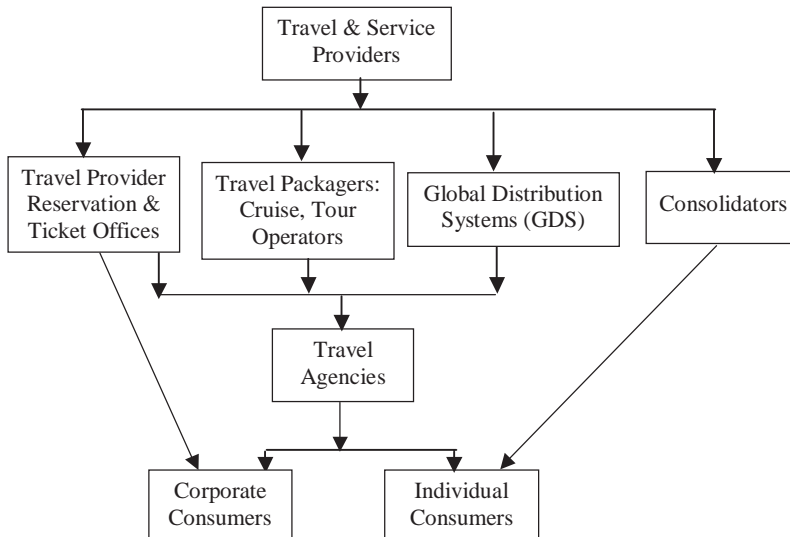 Travel & Service
Providers
Travel Provider
Reservation &
Ticket Offices
Travel Packagers:
Cruise, Tour
Operators
Global Distribution
Systems (GDS)
Consolidators
Travel
Agencies
Corporate
Consumers
Individual
Consumers